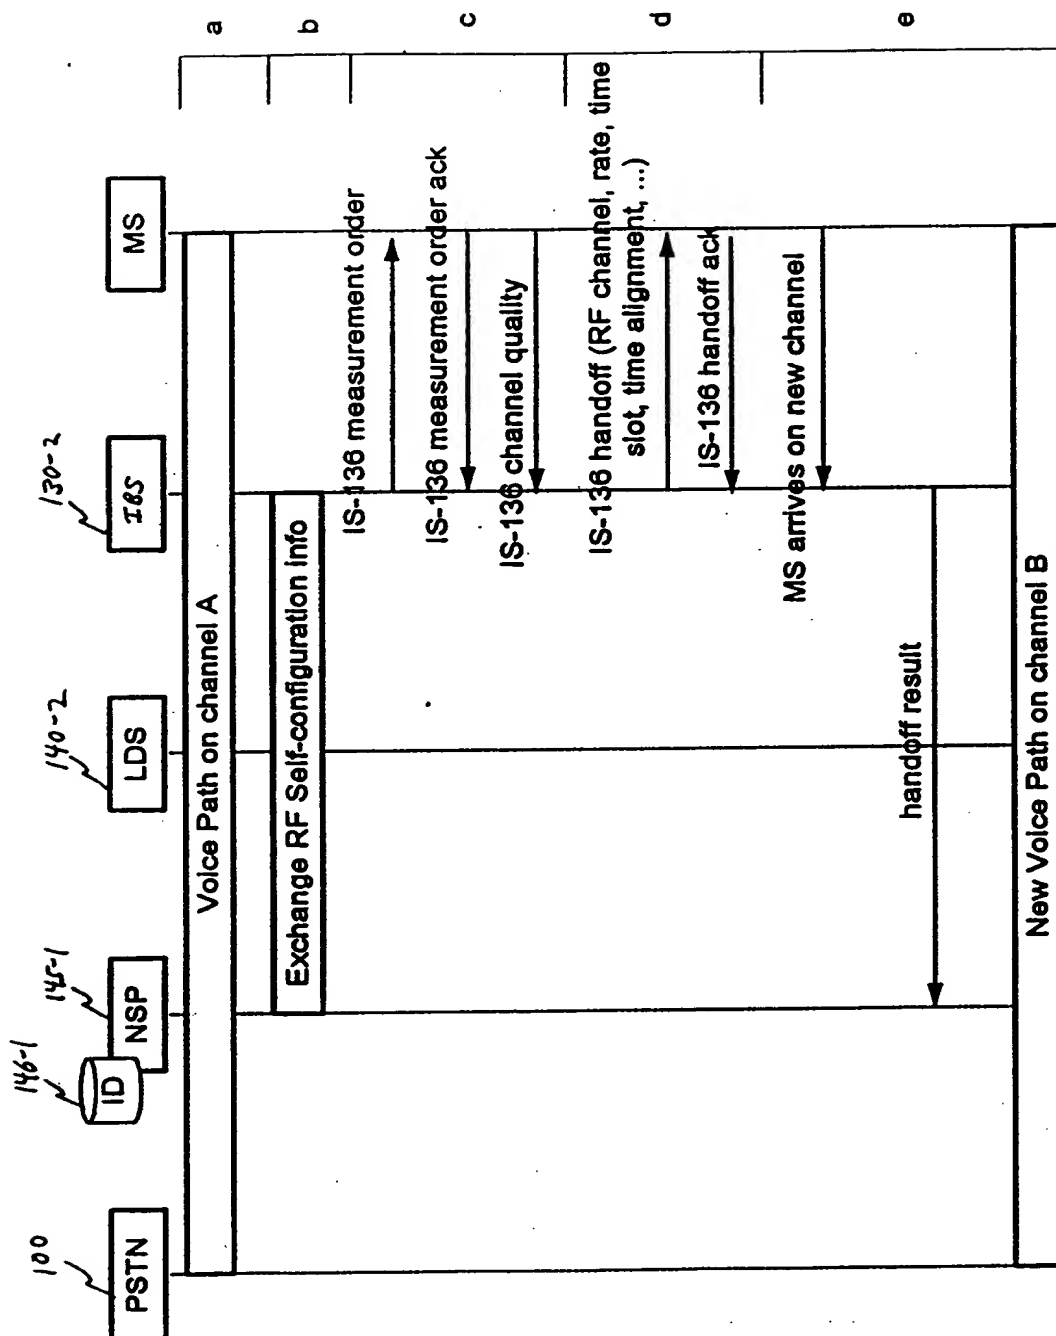 100
146-1
145-1
140-2
130-2
PSTN
ID
NSP
LDS
IBS
MS
Voice Path on channel A
a
Exchange RF Self-configuration info
b
IS-136 measurement order
IS-136 measurement order ack
IS-136 channel quality
c
IS-136 handoff (RF channel, rate, time
slot, time alignment, ...)
IS-136 handoff ack
d
MS arrives on new channel
handoff result
e
New Voice Path on channel B